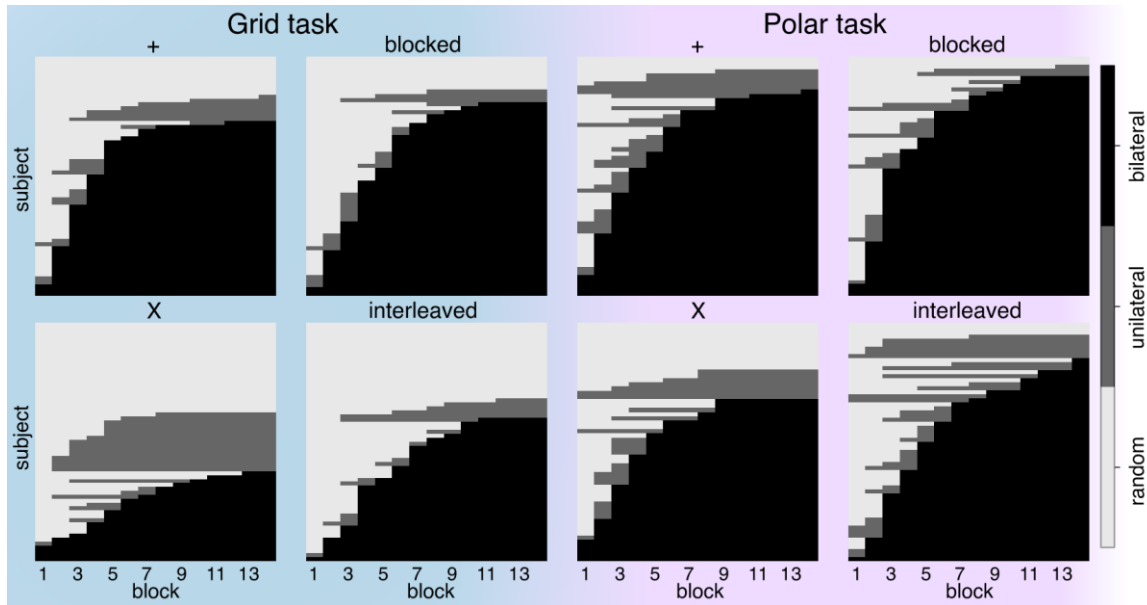 Grid task
Polar task
+
blocked
+
blocked
subject
bilateral
unilateral
random
X
interleaved
X
interleaved
subject
1 3 5 7 9 11 13
1 3 5 7 9 11 13
1 3 5 7 9 11 13
1 3 5 7 9 11 13
block
block
block
block